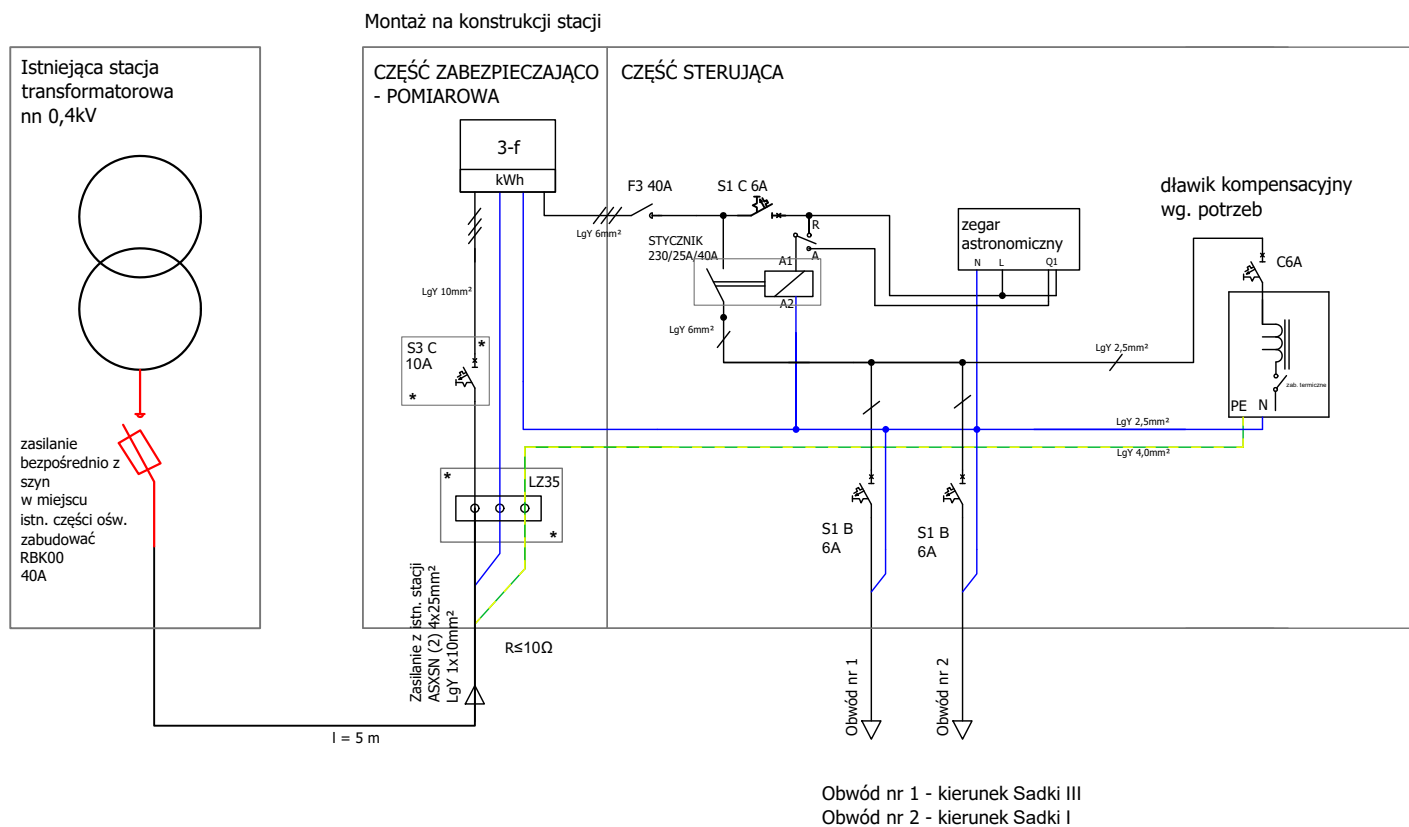 Montaż na konstrukcji stacji
Istniejąca stacja
transformatorowa
nn 0,4kV
zasilanie
bezpośrednio z
szyn
w miejscu
istn. części ośw.
zabudować
RBK00
40A
l = 5 m
CZĘŚĆ ZABEZPIECZAJĄCO
- POMIAROWA
3-f
kWh
LgY 10mm²
S3 C
10A
*
*
*
LZ35
*
Zasilanie z istn. stacji
ASXSN (2) 4x25mm²
LgY 1x10mm²
R≤10Ω
CZĘŚĆ STERUJĄCA
F3 40A
LgY 6mm²
S1 C 6A
R
A
STYCZNIK
230/25A/40A
A1
A2
LgY 6mm²
zegar
astronomiczny
N L Q1
dławik kompensacyjny
wg. potrzeb
C6A
zab. termiczne
PE N
LgY 2,5mm²
LgY 2,5mm²
LgY 4,0mm²
S1 B
6A
S1 B
6A
Obwód nr 1
Obwód nr 2
Obwód nr 1 - kierunek Sadki III
Obwód nr 2 - kierunek Sadki I